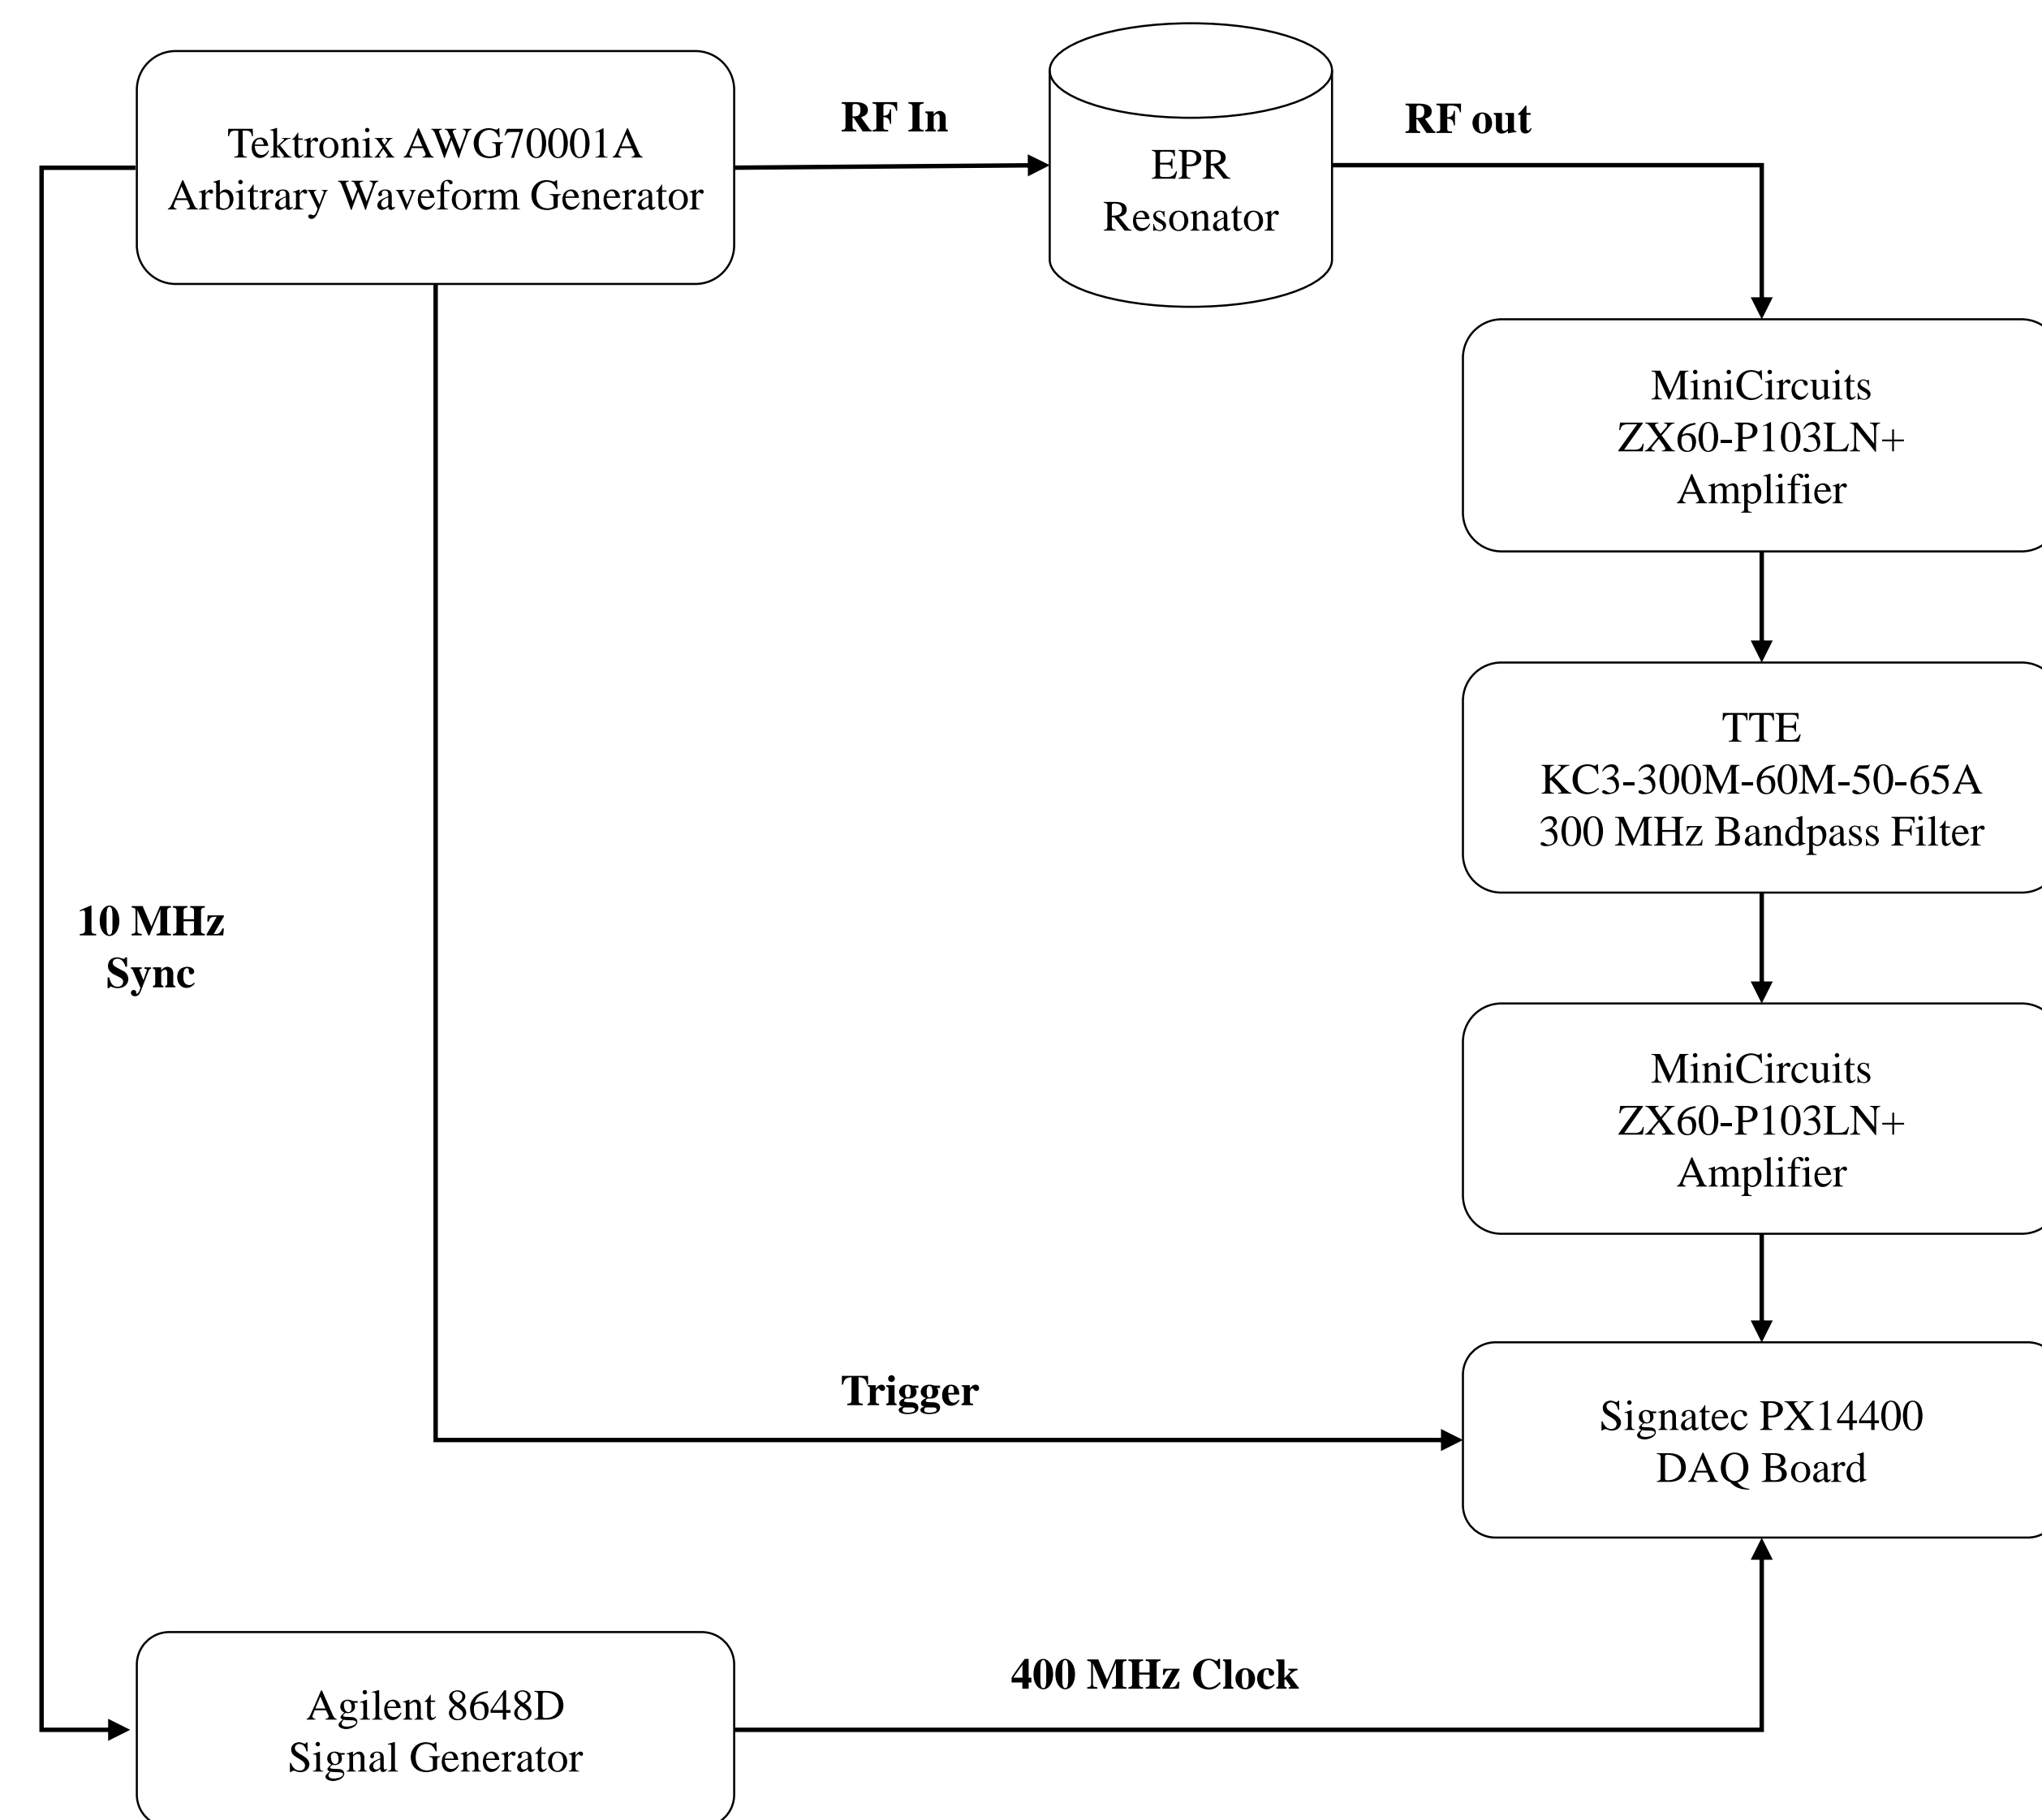 Tektronix AWG70001A
Arbitrary Waveform Generator
RF In
EPR
Resonator
RF out
MiniCircuits
ZX60-P103LN+
Amplifier
TTE
KC3-300M-60M-50-65A
300 MHz Bandpass Filter
10 MHz
Sync
MiniCircuits
ZX60-P103LN+
Amplifier
Trigger
Signatec PX14400
DAQ Board
400 MHz Clock
Agilent 8648D
Signal Generator